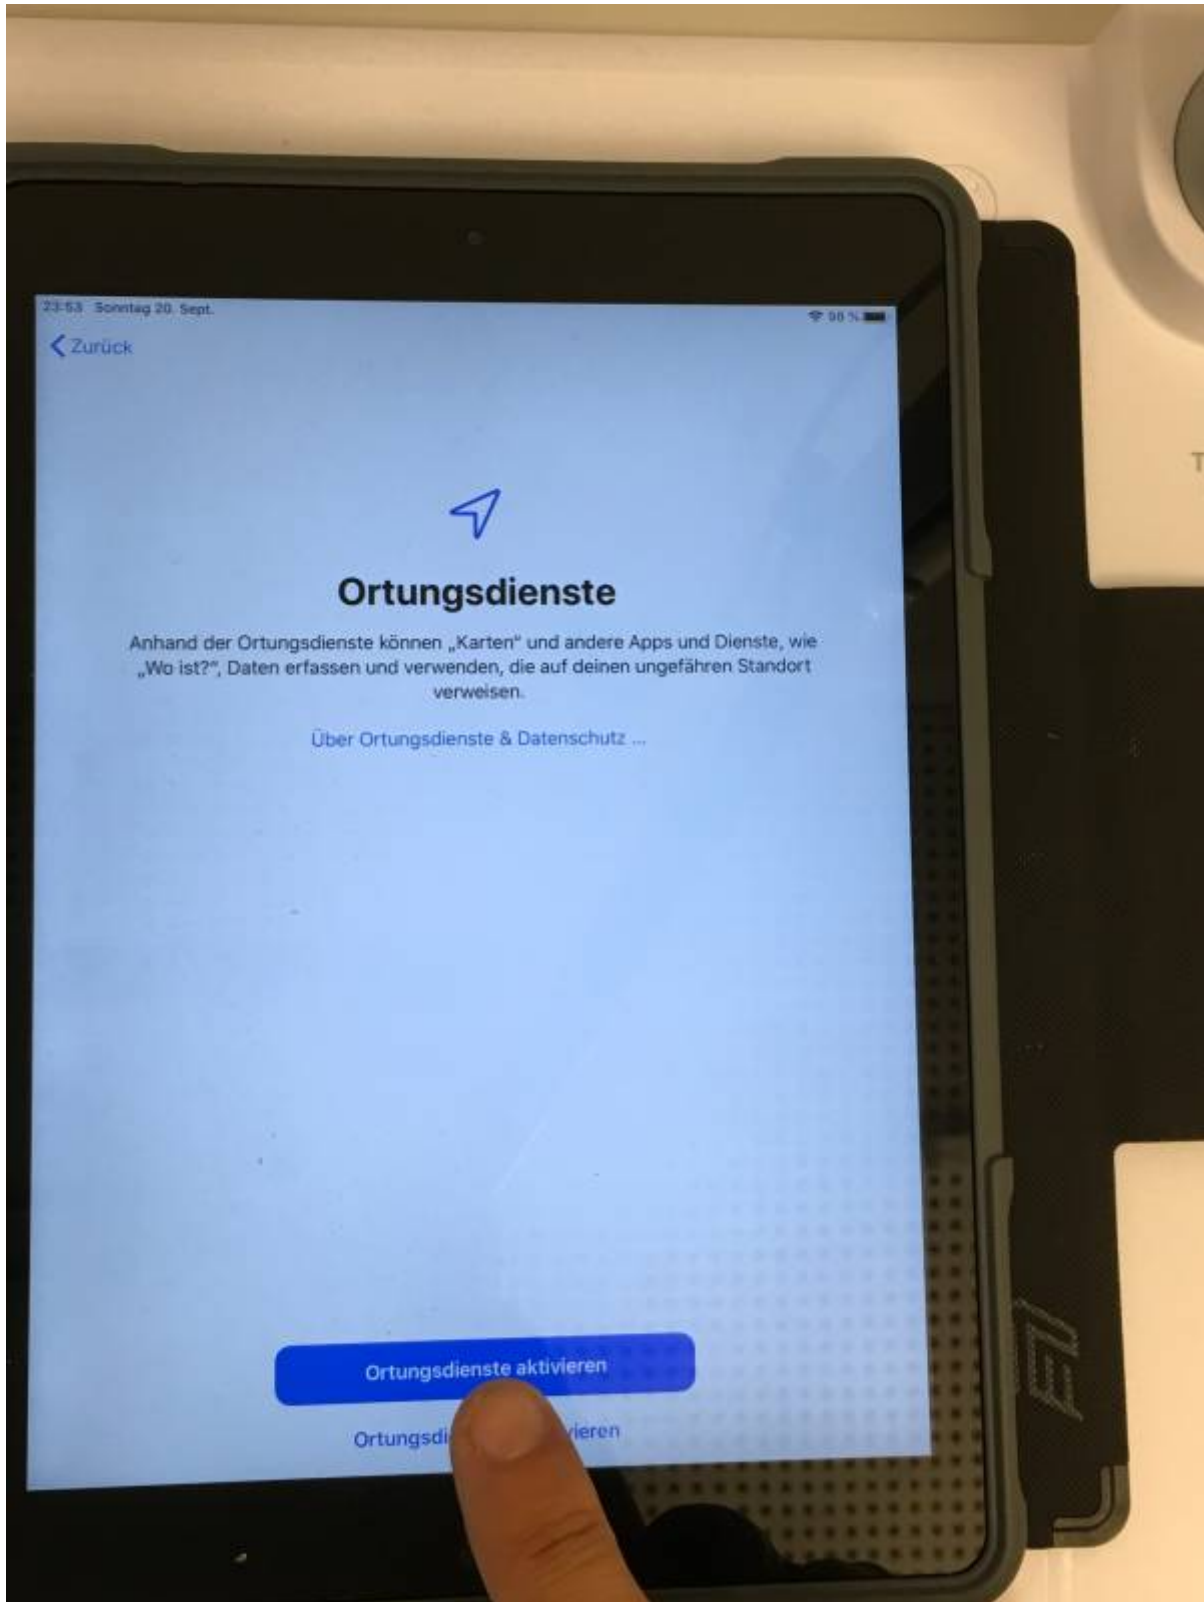 23:53 Sonntag 20. Sept.
98 %
Zurück
Ortungsdienste
Anhand der Ortungsdienste können „Karten“ und andere Apps und Dienste, wie
„Wo ist?“, Daten erfassen und verwenden, die auf deinen ungefähren Standort
verweisen.
Über Ortungsdienste & Datenschutz ...
Ortungsdienste aktivieren